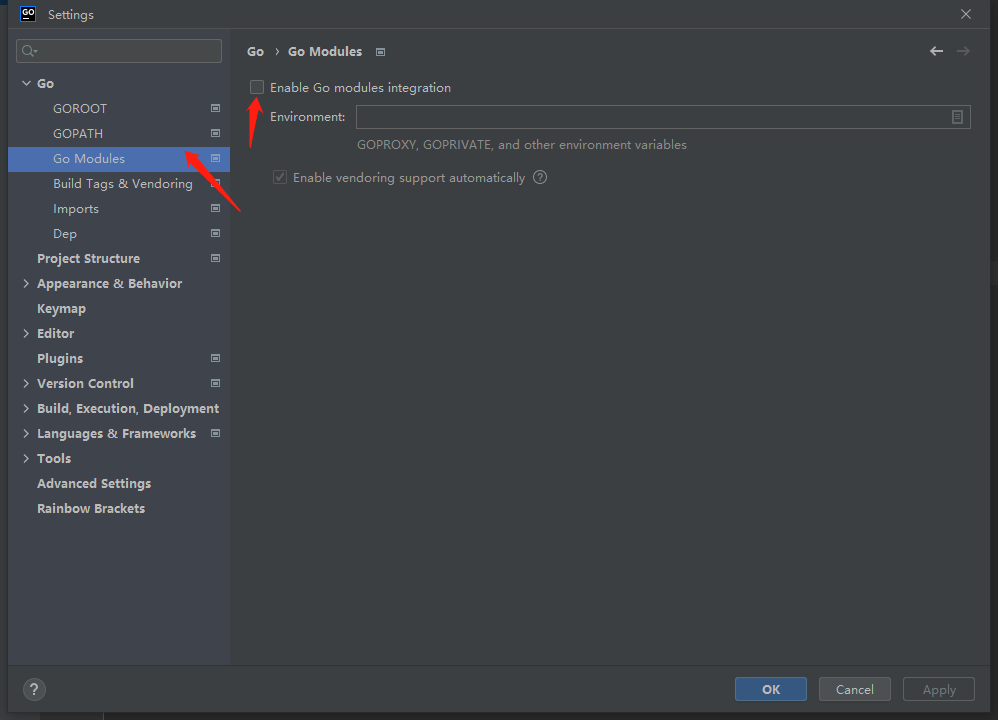 GO Settings
Go › Go Modules
Go
GOROOT
GOPATH
Go Modules
Build Tags & Vendoring
Imports
Dep
Project Structure
Appearance & Behavior
Keymap
Editor
Plugins
Version Control
Build, Execution, Deployment
Languages & Frameworks
Tools
Advanced Settings
Rainbow Brackets
Enable Go modules integration
Environment:
GOPROXY, GOPRIVATE, and other environment variables
Enable vendoring support automatically ?
?
OK
Cancel
Apply